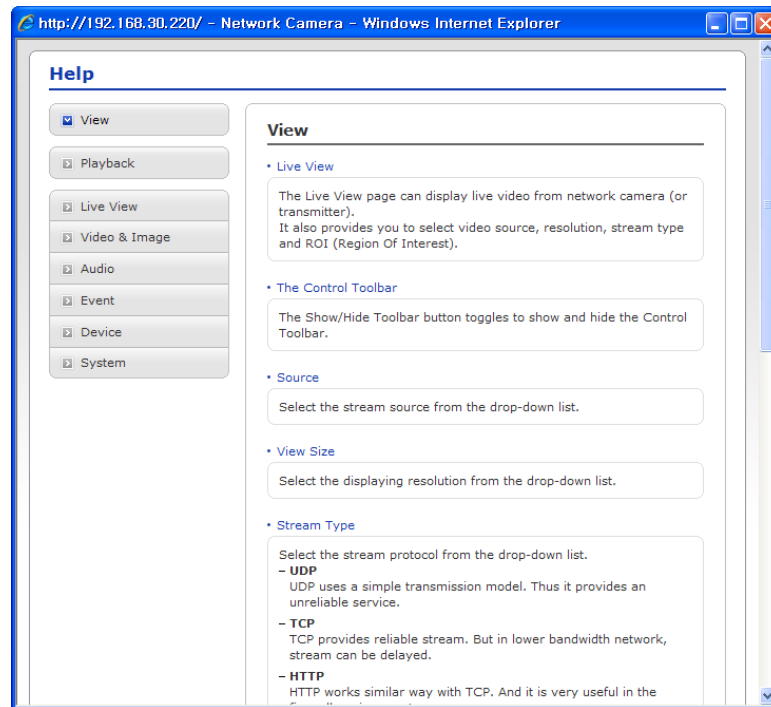 http://192.168.30.220/ - Network Camera - Windows Internet Explorer
Help
View
Playback
Live View
Video & Image
Audio
Event
Device
System
View
• Live View
The Live View page can display live video from network camera (or
transmitter).
It also provides you to select video source, resolution, stream type
and ROI (Region Of Interest).
• The Control Toolbar
The Show/Hide Toolbar button toggles to show and hide the Control
Toolbar.
• Source
Select the stream source from the drop-down list.
• View Size
Select the displaying resolution from the drop-down list.
• Stream Type
Select the stream protocol from the drop-down list.
– UDP
UDP uses a simple transmission model. Thus it provides an
unreliable service.
– TCP
TCP provides reliable stream. But in lower bandwidth network,
stream can be delayed.
– HTTP
HTTP works similar way with TCP. And it is very useful in the